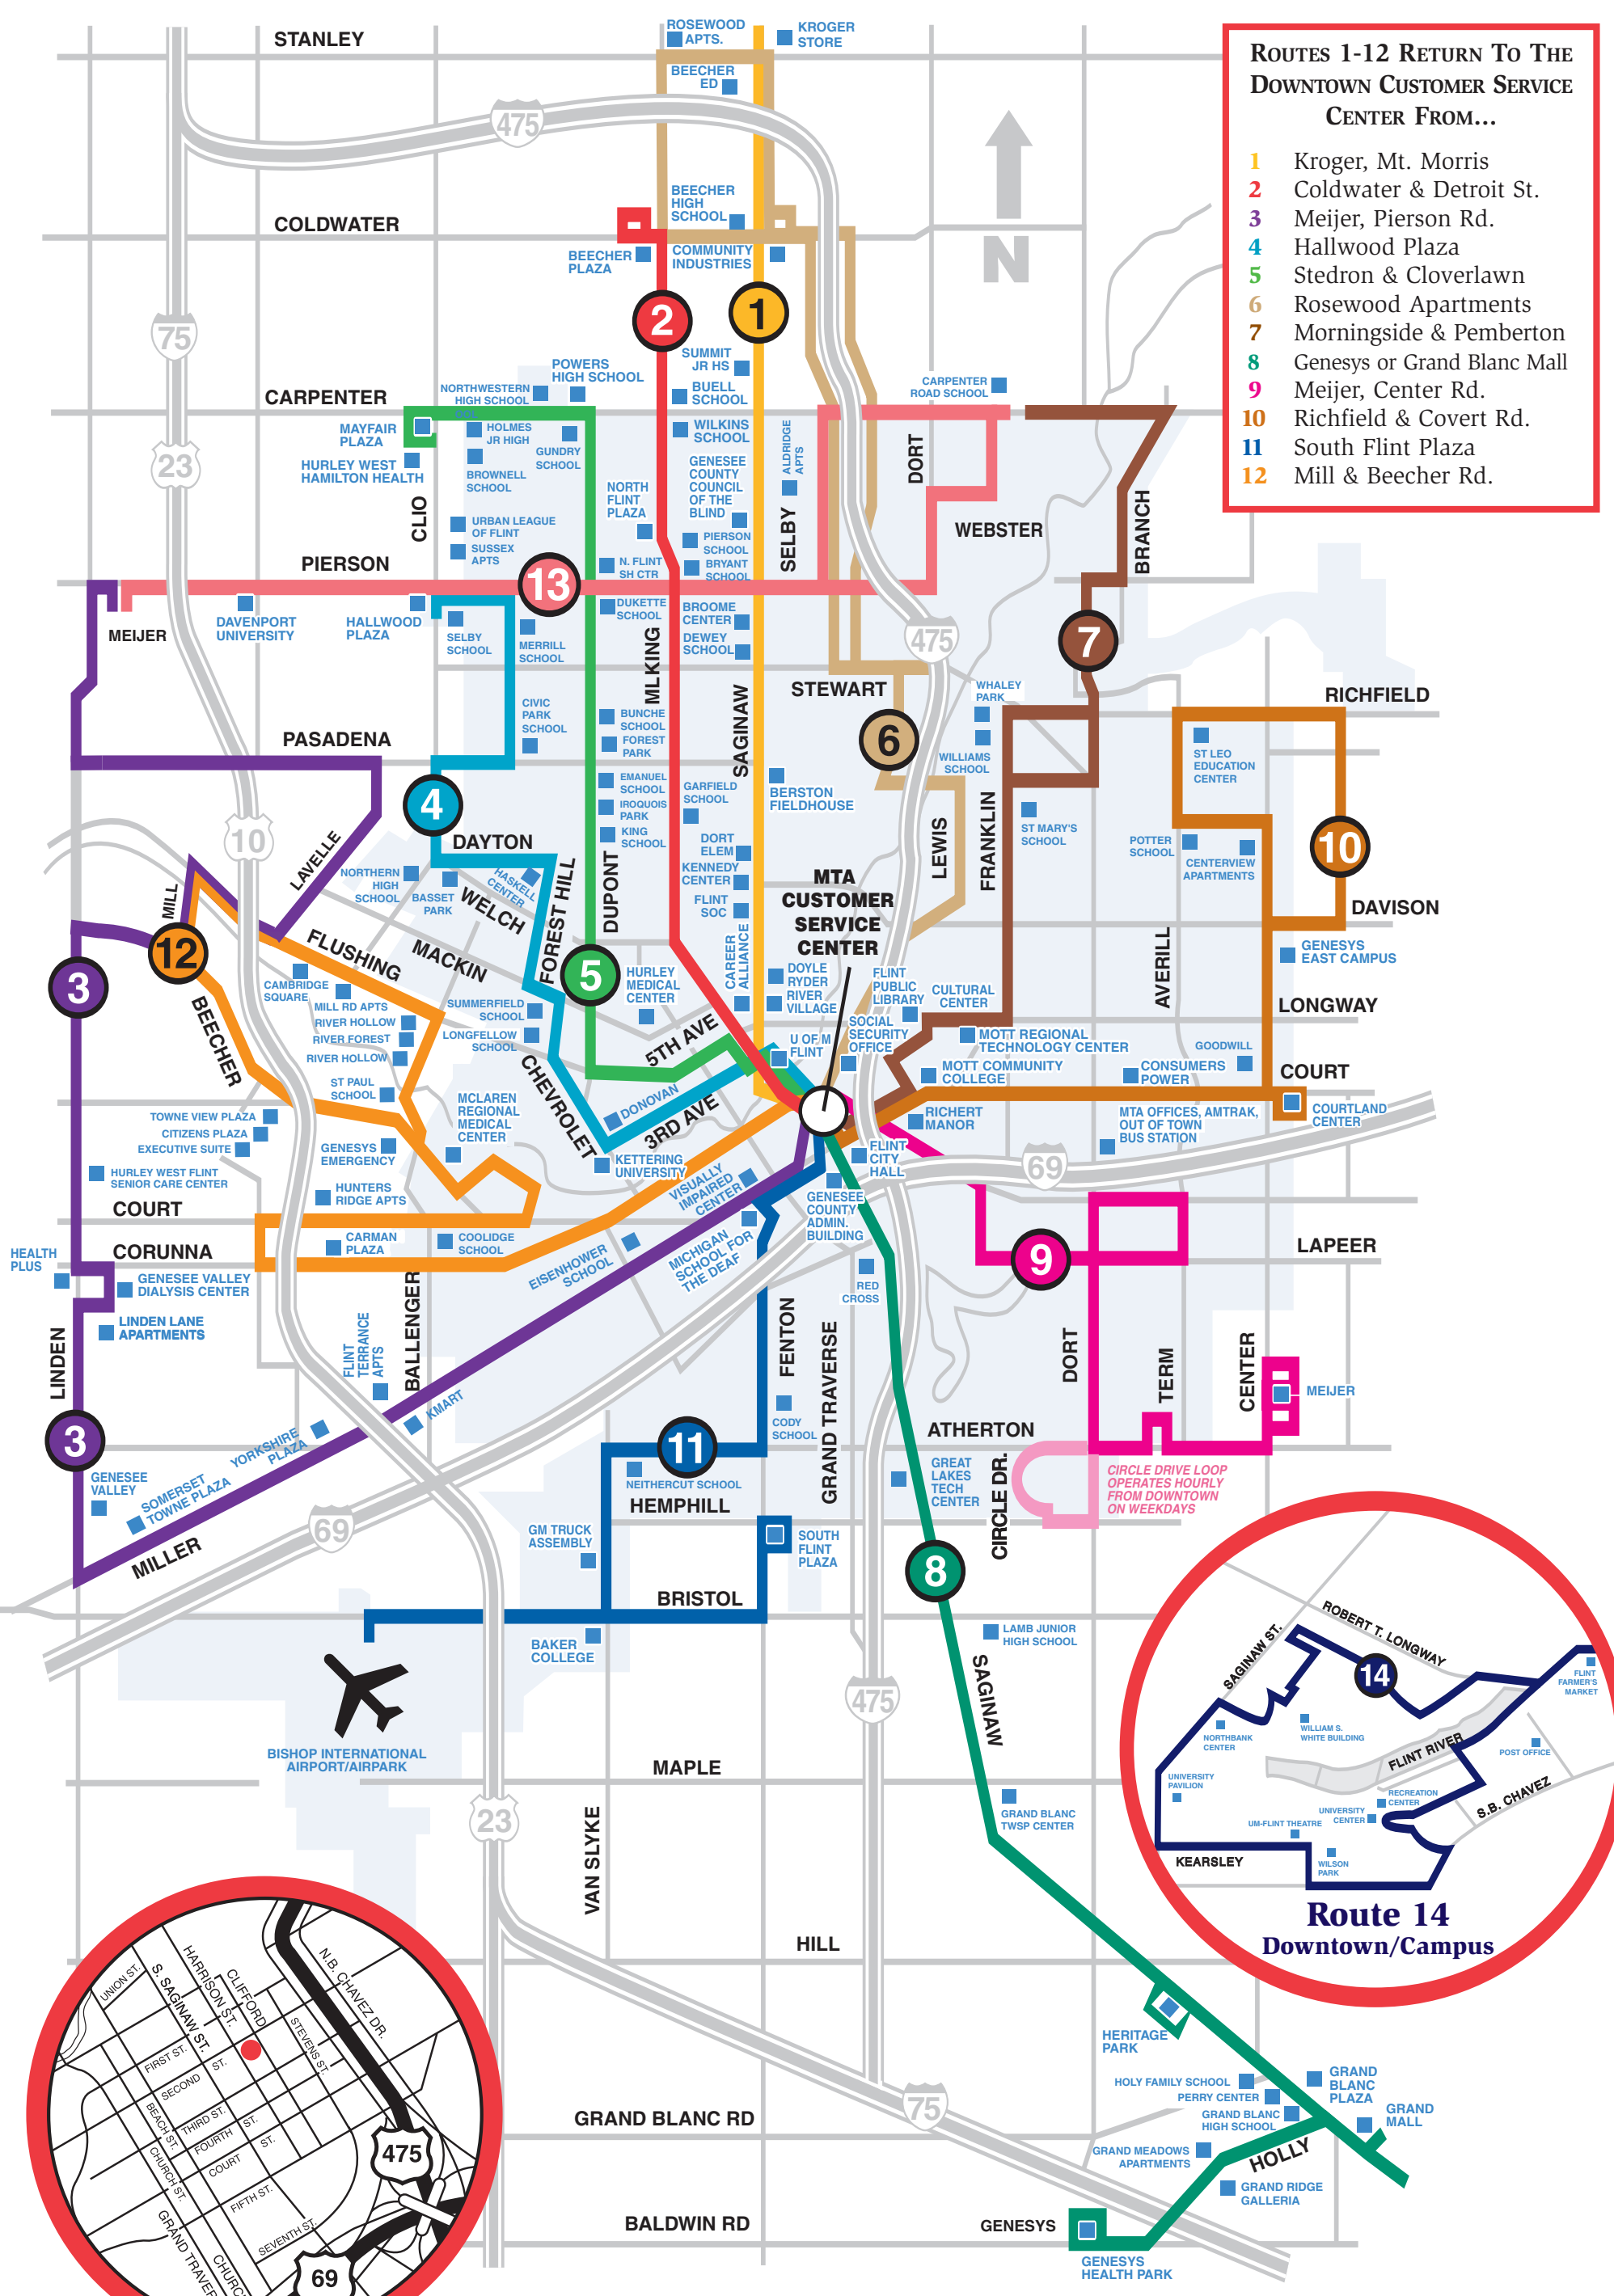 ROUTES 1-12 RETURN TO THE
DOWNTOWN CUSTOMER SERVICE
CENTER FROM...
1 Kroger, Mt. Morris
2 Coldwater & Detroit St.
3 Meijer, Pierson Rd.
4 Hallwood Plaza
5 Stedron & Cloverlawn
6 Rosewood Apartments
7 Morningside & Pemberton
8 Genesys or Grand Blanc Mall
9 Meijer, Center Rd.
10 Richfield & Covert Rd.
11 South Flint Plaza
12 Mill & Beecher Rd.
STANLEY
ROSEWOOD
APTS.
KROGER
STORE
BEECHER
ED
475
N
BEECHER
HIGH
SCHOOL
COLDWATER
BEECHER
PLAZA
COMMUNITY
INDUSTRIES
75
2
1
SUMMIT
JR HS
POWERS
HIGH SCHOOL
NORTHWESTERN
HIGH SCHOOL
BUELL
SCHOOL
CARPENTER
ROAD SCHOOL
CARPENTER
MAYFAIR
PLAZA
HOLMES
JR HIGH
GUNDRY
SCHOOL
WILKINS
SCHOOL
ALDRIDGE
APTS
DORT
23
HURLEY WEST
HAMILTON HEALTH
BROWNELL
SCHOOL
GENESEE
COUNTY
COUNCIL
OF THE
BLIND
NORTH
FLINT
PLAZA
CLIO
URBAN LEAGUE
OF FLINT
SUSSEX
APTS
PIERSON
SCHOOL
BRYANT
SCHOOL
SELBY
WEBSTER
BRANCH
PIERSON
13
N. FLINT
SH CTR
MEIJER
DAVENPORT
UNIVERSITY
HALLWOOD
PLAZA
SELBY
SCHOOL
MERRILL
SCHOOL
DUKETTE
SCHOOL
BROOME
CENTER
DEWEY
SCHOOL
475
7
MLKING
STEWART
WHALEY
PARK
RICHFIELD
CIVIC
PARK
SCHOOL
BUNCHE
SCHOOL
FOREST
PARK
SAGINAW
6
WILLIAMS
SCHOOL
ST LEO
EDUCATION
CENTER
PASADENA
EMANUEL
SCHOOL
IROQUOIS
PARK
KING
SCHOOL
GARFIELD
SCHOOL
BERSTON
FIELDHOUSE
4
10
LAVELLE
DAYTON
DORT
ELEM
KENNEDY
CENTER
FLINT
SOC
LEWIS
FRANKLIN
ST MARY'S
SCHOOL
POTTER
SCHOOL
CENTERVIEW
APARTMENTS
10
MTA
CUSTOMER
SERVICE
CENTER
NORTHERN
HIGH
SCHOOL
BASSET
PARK
HASKELL
CENTER
WELCH
FOREST HILL
DUPONT
MILL
12
FLUSHING
MACKIN
DAVISON
CAREER
ALLIANCE
GENESYS
EAST CAMPUS
3
CAMBRIDGE
SQUARE
MILL RD APTS
RIVER HOLLOW
RIVER FOREST
RIVER HOLLOW
SUMMERFIELD
SCHOOL
LONGFELLOW
SCHOOL
5
HURLEY
MEDICAL
CENTER
DOYLE
RYDER
RIVER
VILLAGE
FLINT
PUBLIC
LIBRARY
CULTURAL
CENTER
AVERILL
LONGWAY
BEECHER
5TH AVE
U OF M
FLINT
SOCIAL
SECURITY
OFFICE
MOTT REGIONAL
TECHNOLOGY CENTER
GOODWILL
ST PAUL
SCHOOL
CHEVROLET
DONOVAN
3RD AVE
MOTT COMMUNITY
COLLEGE
CONSUMERS
POWER
COURT
TOWNE VIEW PLAZA
CITIZENS PLAZA
EXECUTIVE SUITE
MCLAREN
REGIONAL
MEDICAL
CENTER
RICHERT
MANOR
MTA OFFICES, AMTRAK,
OUT OF TOWN
BUS STATION
COURTLAND
CENTER
HURLEY WEST FLINT
SENIOR CARE CENTER
GENESYS
EMERGENCY
KETTERING
UNIVERSITY
FLINT
CITY
HALL
69
HUNTERS
RIDGE APTS
VISUALLY
IMPAIRED
CENTER
GENESEE
COUNTY
ADMIN.
BUILDING
COURT
HEALTH
PLUS
CORUNNA
CARMAN
PLAZA
COOLIDGE
SCHOOL
EISENHOWER
SCHOOL
MICHIGAN
SCHOOL FOR
THE DEAF
RED
CROSS
9
LAPEER
GENESEE VALLEY
DIALYSIS CENTER
LINDEN LANE
APARTMENTS
LINDEN
FLINT
TERRANCE
APTS
BALLENGER
KMART
FENTON
GRAND TRAVERSE
DORT
TERM
CENTER
MEIJER
3
YORKSHIRE
PLAZA
CODY
SCHOOL
11
ATHERTON
GENESEE
VALLEY
SOMERSET
TOWNE PLAZA
NEITHERCUT SCHOOL
HEMPHILL
GREAT
LAKES
TECH
CENTER
CIRCLE DR.
CIRCLE DRIVE LOOP
OPERATES HOURLY
FROM DOWNTOWN
ON WEEKDAYS
MILLER
69
GM TRUCK
ASSEMBLY
SOUTH
FLINT
PLAZA
8
BRISTOL
BAKER
COLLEGE
LAMB JUNIOR
HIGH SCHOOL
SAGINAW
475
BISHOP INTERNATIONAL
AIRPORT/AIRPARK
MAPLE
23
VAN SLYKE
GRAND BLANC
TWSP CENTER
SAGINAW ST.
ROBERT T. LONGWAY
14
FLINT
FARMER'S
MARKET
NORTHBANK
CENTER
WILLIAM S.
WHITE BUILDING
FLINT RIVER
POST OFFICE
UNIVERSITY
PAVILION
RECREATION
CENTER
UNIVERSITY
CENTER
S.B. CHAVEZ
UM-FLINT THEATRE
KEARSLEY
WILSON
PARK
Route 14
Downtown/Campus
HILL
HERITAGE
PARK
HOLY FAMILY SCHOOL
PERRY CENTER
GRAND BLANC
HIGH SCHOOL
GRAND
BLANC
PLAZA
GRAND
MALL
75
GRAND BLANC RD
GRAND MEADOWS
APARTMENTS
HOLLY
GRAND RIDGE
GALLERIA
BALDWIN RD
GENESYS
GENESYS
HEALTH PARK
UNION ST.
S. SAGINAW ST.
HARRISON ST.
CLIFFORD
N.B. CHAVEZ DR.
STEVENS ST.
FIRST ST.
SECOND ST.
THIRD ST.
FOURTH ST.
COURT ST.
BEACH ST.
CHURCH ST.
FIFTH ST.
SEVENTH ST.
475
69